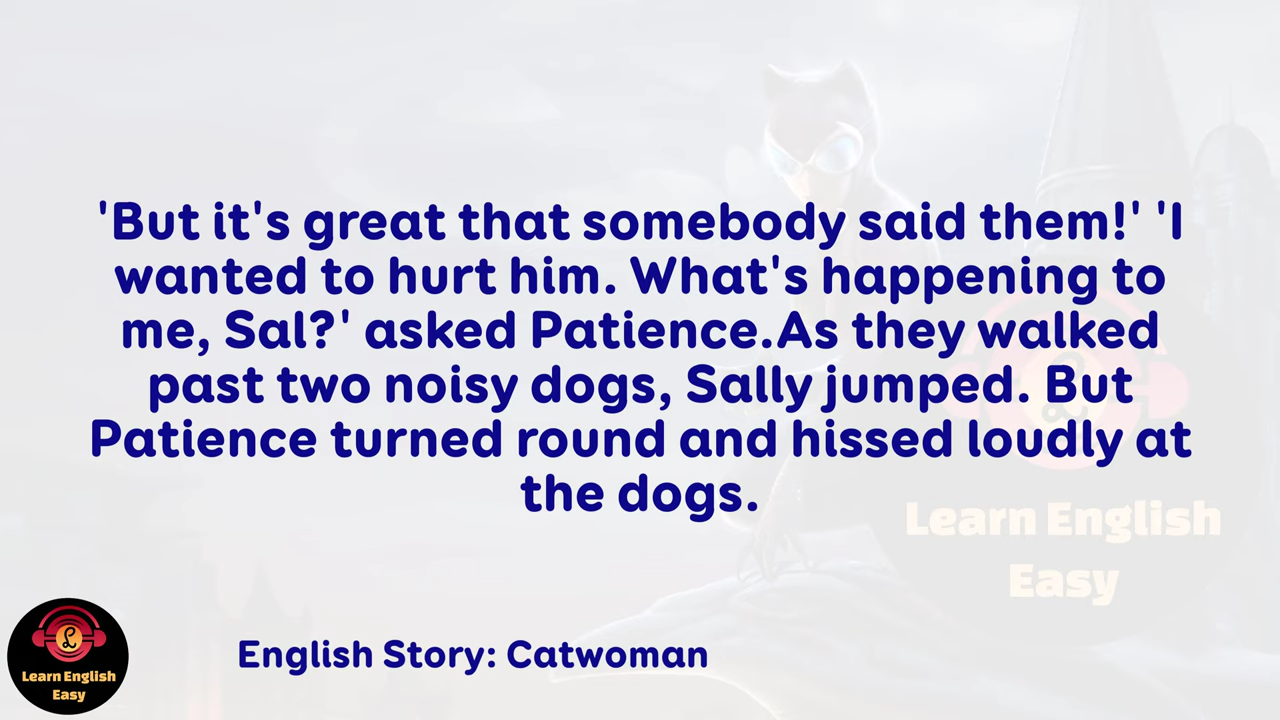 'But it's great that somebody said them!' 'I
wanted to hurt him. What's happening to
me, Sal?' asked Patience.As they walked
past two noisy dogs, Sally jumped. But
Patience turned round and hissed loudly at
the dogs.
Learn English
Easy
English Story: Catwoman
Learn English
Easy